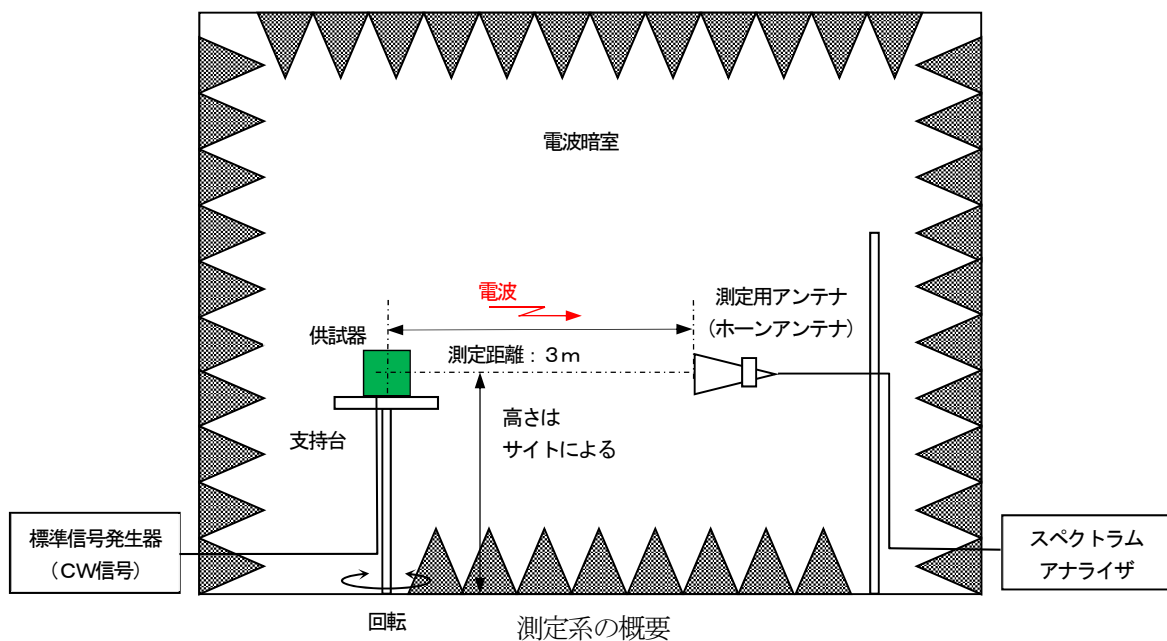 電波暗室
電波
測定用アンテナ
（ホーンアンテナ）
供試器
測定距離：３ｍ
高さは
サイトによる
支持台
標準信号発生器
（CW信号）
スペクトラム
アナライザ
回転
測定系の概要